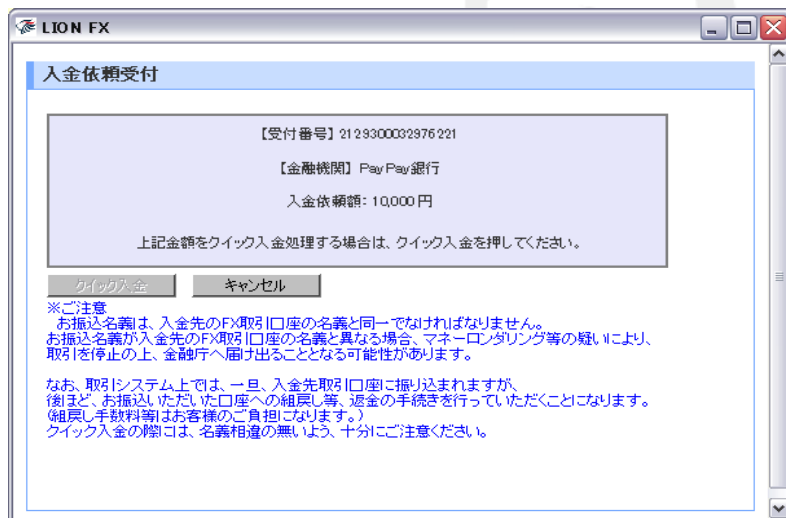 LION FX
入金依頼受付
【受付番号】2129300032976221
【金融機関】PayPay銀行
入金依頼額: 10,000円
上記金額をクイック入金処理する場合は、クイック入金を押してください。
クイック入金 キャンセル
※ご注意
お振込名義は、入金先のFX取引口座の名義と同一でなければなりません。
お振込名義が入金先のFX取引口座の名義と異なる場合、マネーロンダリング等の疑いにより、
取引を停止の上、金融庁へ届け出ることとなる可能性があります。
なお、取引システム上では、一旦、入金先取引口座に振り込まれますが、
後ほど、お振込いただいた口座への組戻し等、返金の手続きを行っていただくことになります。
(組戻し手数料等はお客様のご負担になります。)
クイック入金の際には、名義相違の無いよう、十分にご注意ください。